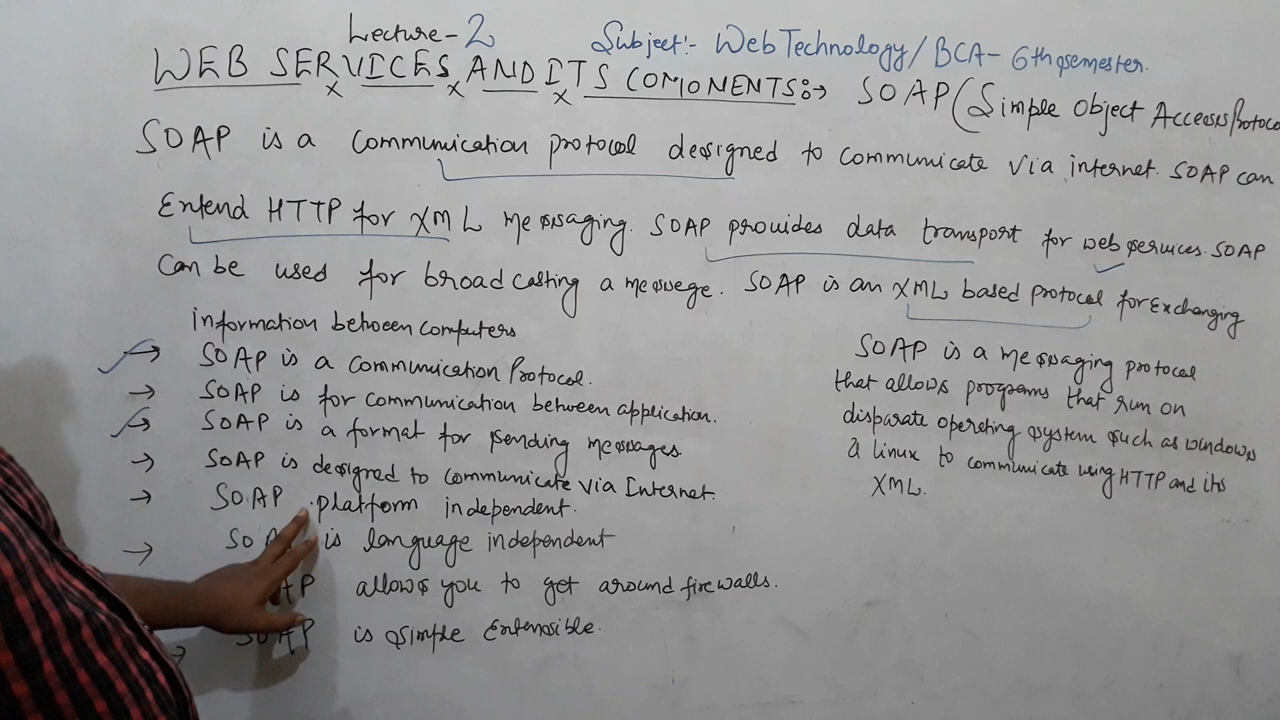 Lecture-2
Subject:- Web Technology/BCA-6th semester.
WEB SERVICES AND ITS COMONENTS:→ SOAP (Simple Object Access Protoco
SOAP is a communication protocol designed to communicate via internet. SOAP can
Extend HTTP for XML messaging. SOAP provides data transport for web services. SOAP
can be used for broadcasting a message. SOAP is an XML based protocol for Exchanging
information between computers
→ SOAP is a communication Protocol.
→ SOAP is for communication between application.
→ SOAP is a format for sending messages
→ SOAP is designed to communicate via Internet.
→ SOAP platform independent.
→ SOAP is language independent
AP allows you to get around firewalls.
→ SOAP is simple Extensible.
SOAP is a messaging protocol
that allows programs that run on
disparate operating system such as windows
& linux to communicate using HTTP and its
XML.